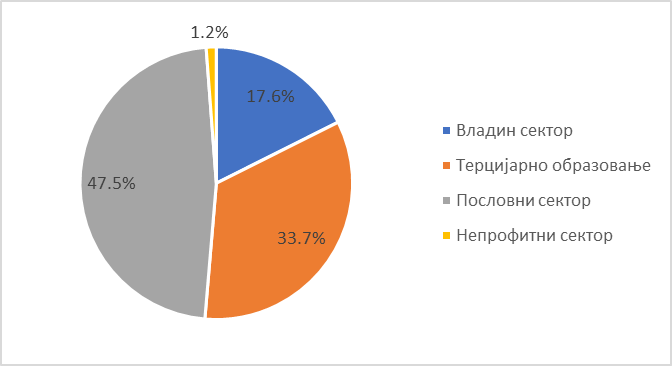 1.2%
17.6%
47.5%
33.7%
Владин сектор
Терцијарно образовање
Пословни сектор
Непрофитни сектор